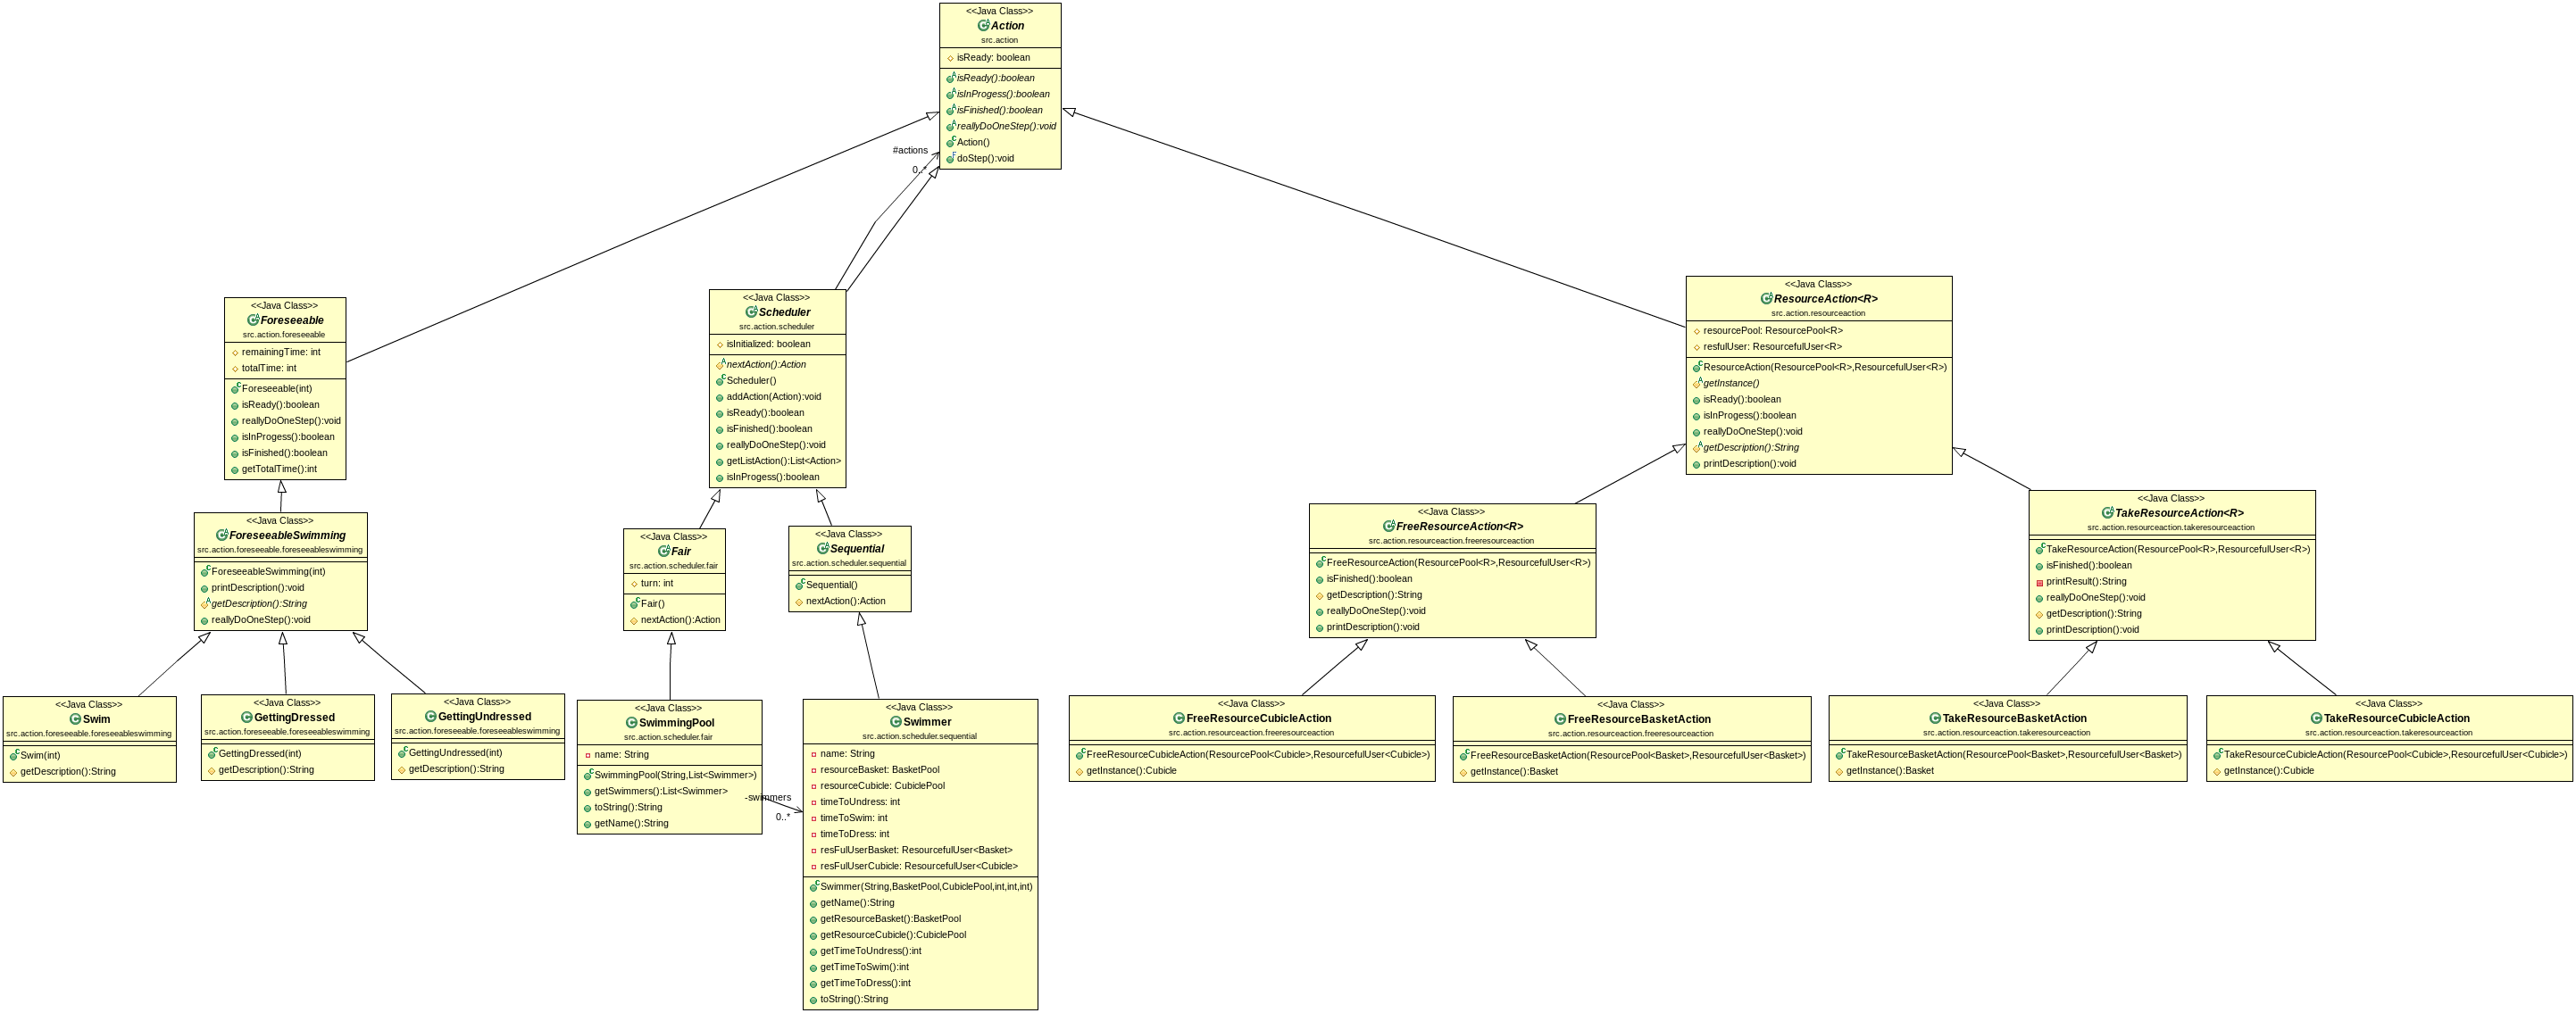 <<Java Class>>
Action
src.action
isReady: boolean
isReady():boolean
isInProgess():boolean
isFinished():boolean
reallyDoOneStep():void
Action()
doStep():void
#actions
0..*
<<Java Class>>
Foreseeable
src.action.foreseeable
remainingTime: int
totalTime: int
Foreseeable(int)
isReady():boolean
reallyDoOneStep():void
isInProgess():boolean
isFinished():boolean
getTotalTime():int
<<Java Class>>
Scheduler
src.action.scheduler
isInitialized: boolean
nextAction():Action
Scheduler()
addAction(Action):void
isReady():boolean
isFinished():boolean
reallyDoOneStep():void
getListAction():List<Action>
isInProgess():boolean
<<Java Class>>
ResourceAction<R>
src.action.resourceaction
resourcePool: ResourcePool<R>
resfulUser: ResourcefulUser<R>
ResourceAction(ResourcePool<R>,ResourcefulUser<R>)
getInstance()
isReady():boolean
isInProgess():boolean
reallyDoOneStep():void
getDescription():String
printDescription():void
<<Java Class>>
ForeseeableSwimming
src.action.foreseeable.foreseeableswimming
ForeseeableSwimming(int)
printDescription():void
getDescription():String
reallyDoOneStep():void
<<Java Class>>
Fair
src.action.scheduler.fair
turn: int
Fair()
nextAction():Action
<<Java Class>>
Sequential
src.action.scheduler.sequential
Sequential()
nextAction():Action
<<Java Class>>
FreeResourceAction<R>
src.action.resourceaction.freeresourceaction
FreeResourceAction(ResourcePool<R>,ResourcefulUser<R>)
isFinished():boolean
getDescription():String
reallyDoOneStep():void
printDescription():void
<<Java Class>>
TakeResourceAction<R>
src.action.resourceaction.takeresourceaction
TakeResourceAction(ResourcePool<R>,ResourcefulUser<R>)
isFinished():boolean
printResult():String
reallyDoOneStep():void
getDescription():String
printDescription():void
<<Java Class>>
Swim
src.action.foreseeable.foreseeableswimming
Swim(int)
getDescription():String
<<Java Class>>
GettingDressed
src.action.foreseeable.foreseeableswimming
GettingDressed(int)
getDescription():String
<<Java Class>>
GettingUndressed
src.action.foreseeable.foreseeableswimming
GettingUndressed(int)
getDescription():String
<<Java Class>>
SwimmingPool
src.action.scheduler.fair
name: String
SwimmingPool(String,List<Swimmer>)
getSwimmers():List<Swimmer>
toString():String
getName():String
-swimmers
0..*
<<Java Class>>
Swimmer
src.action.scheduler.sequential
name: String
resourceBasket: BasketPool
resourceCubicle: CubiclePool
timeToUndress: int
timeToSwim: int
timeToDress: int
resFulUserBasket: ResourcefulUser<Basket>
resFulUserCubicle: ResourcefulUser<Cubicle>
Swimmer(String,BasketPool,CubiclePool,int,int,int)
getName():String
getResourceBasket():BasketPool
getResourceCubicle():CubiclePool
getTimeToUndress():int
getTimeToSwim():int
getTimeToDress():int
toString():String
<<Java Class>>
FreeResourceCubicleAction
src.action.resourceaction.freeresourceaction
FreeResourceCubicleAction(ResourcePool<Cubicle>,ResourcefulUser<Cubicle>)
getInstance():Cubicle
<<Java Class>>
FreeResourceBasketAction
src.action.resourceaction.freeresourceaction
FreeResourceBasketAction(ResourcePool<Basket>,ResourcefulUser<Basket>)
getInstance():Basket
<<Java Class>>
TakeResourceBasketAction
src.action.resourceaction.takeresourceaction
TakeResourceBasketAction(ResourcePool<Basket>,ResourcefulUser<Basket>)
getInstance():Basket
<<Java Class>>
TakeResourceCubicleAction
src.action.resourceaction.takeresourceaction
TakeResourceCubicleAction(ResourcePool<Cubicle>,ResourcefulUser<Cubicle>)
getInstance():Cubicle